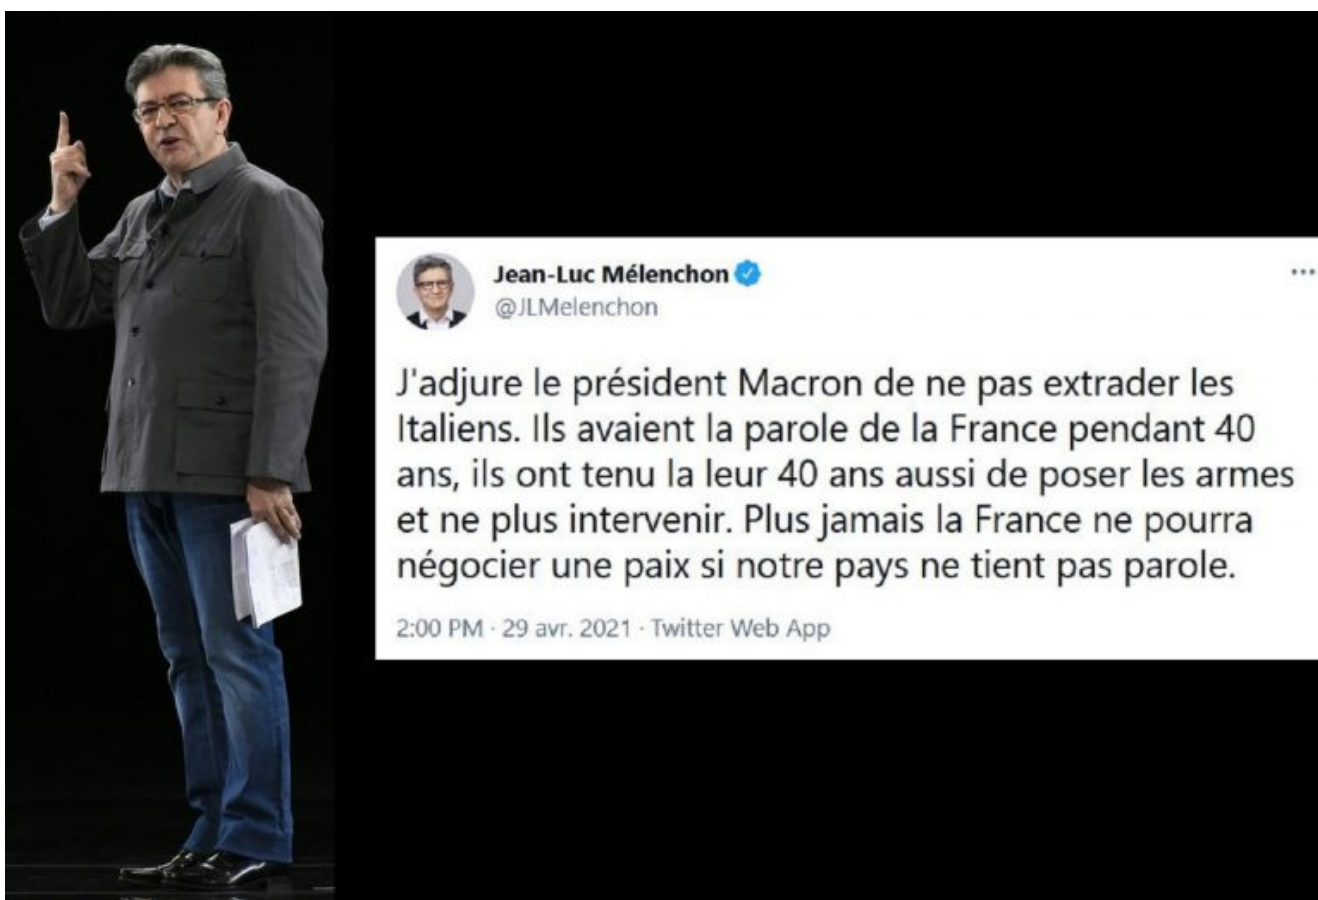 Jean-Luc Mélenchon
@JLMelenchon
J'adjure le président Macron de ne pas extrader les
Italiens. Ils avaient la parole de la France pendant 40
ans, ils ont tenu la leur 40 ans aussi de poser les armes
et ne plus intervenir. Plus jamais la France ne pourra
négocier une paix si notre pays ne tient pas parole.
2:00 PM · 29 avr. 2021 · Twitter Web App